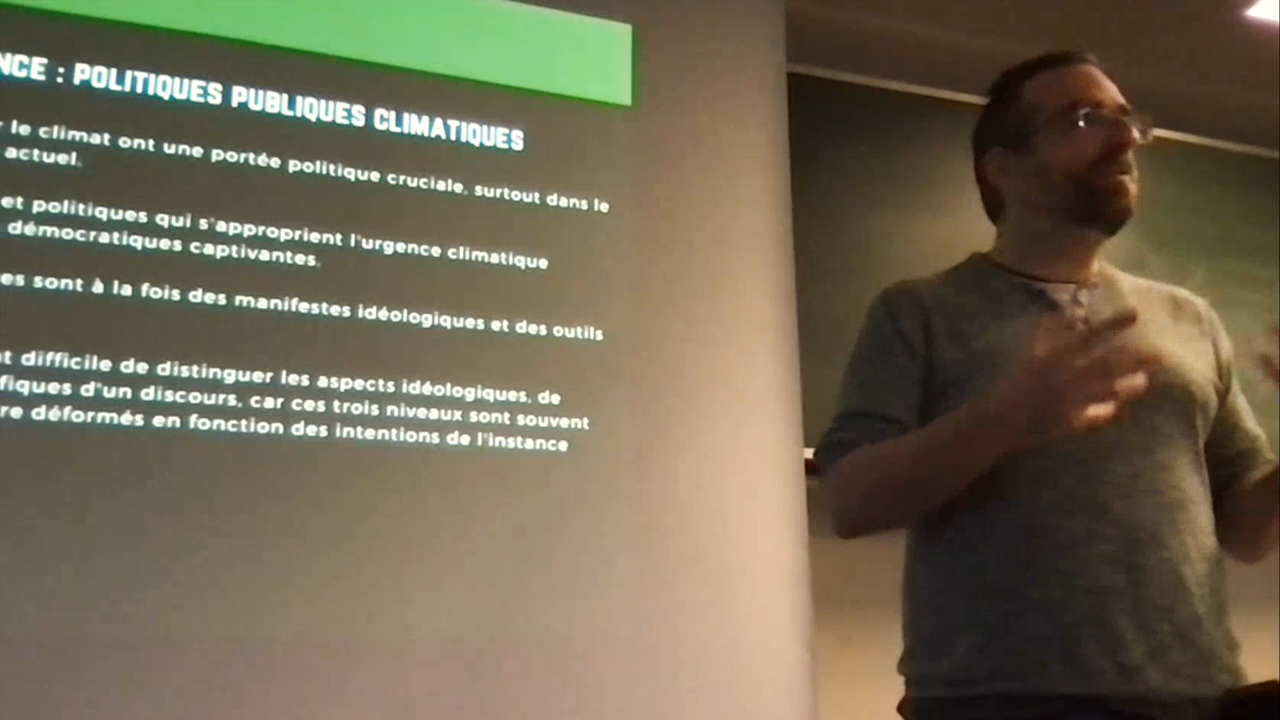 NCE : POLITIQUES PUBLIQUES CLIMATIQUES
r le climat ont une portée politique cruciale, surtout dans le
actuel.
et politiques qui s'approprient l'urgence climatique
démocratiques captivantes.
es sont à la fois des manifestes idéologiques et des outils
t difficile de distinguer les aspects idéologiques, de
fiques d'un discours, car ces trois niveaux sont souvent
re déformés en fonction des intentions de l'instance